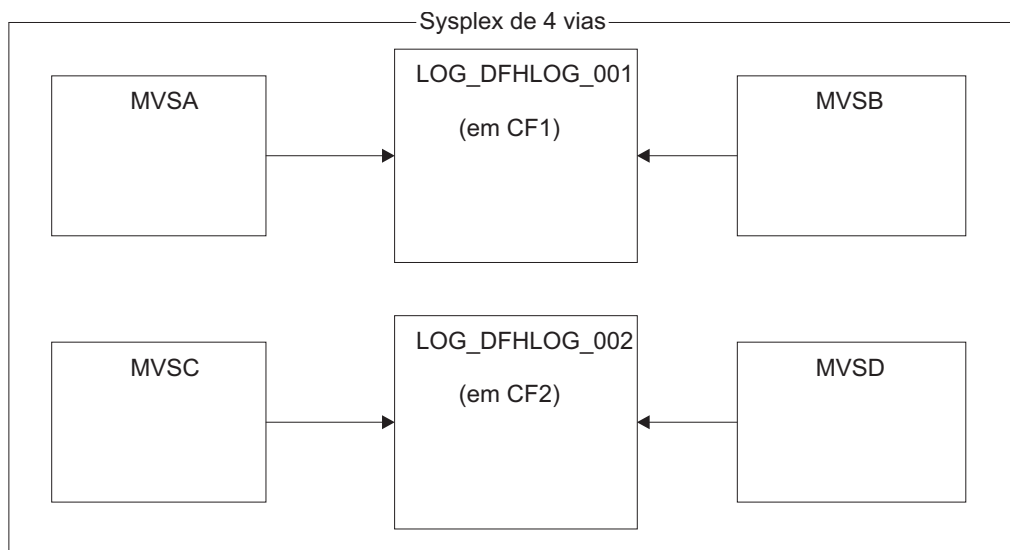 Sysplex de 4 vias
MVSA
LOG_DFHLOG_001
(em CF1)
MVSB
MVSC
LOG_DFHLOG_002
(em CF2)
MVSD